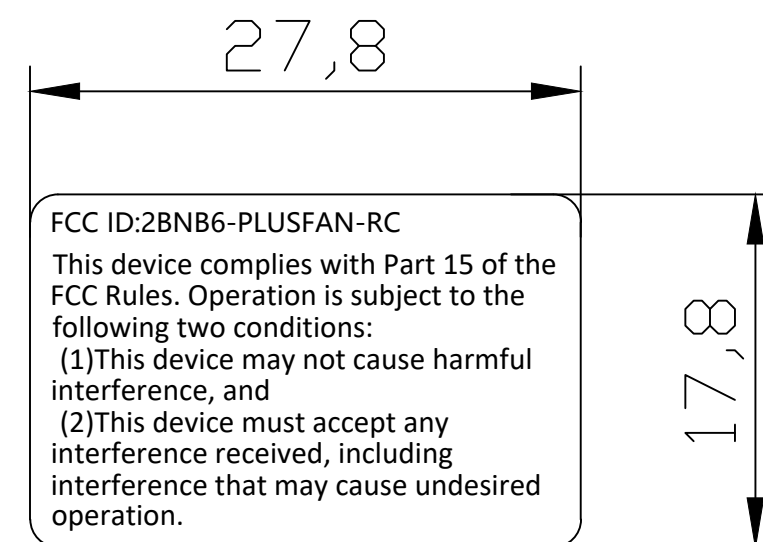 27,8
FCC ID:2BNB6-PLUSFAN-RC
This device complies with Part 15 of the
FCC Rules. Operation is subject to the
following two conditions:
(1)This device may not cause harmful
interference, and
(2)This device must accept any
interference received, including
interference that may cause undesired
operation.
17,8